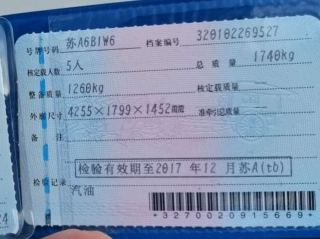 号牌号码 苏A6B1W6 档案编号 320102269527
核定载人数 5人 总质量 1740kg
整备质量 1260kg 核定载质量
外廓尺寸 4255×1799×1452mm 准牵引总质量
备注
检验有效期至2017年12月苏A(tb)
检验记录
汽油
*3270020915669*